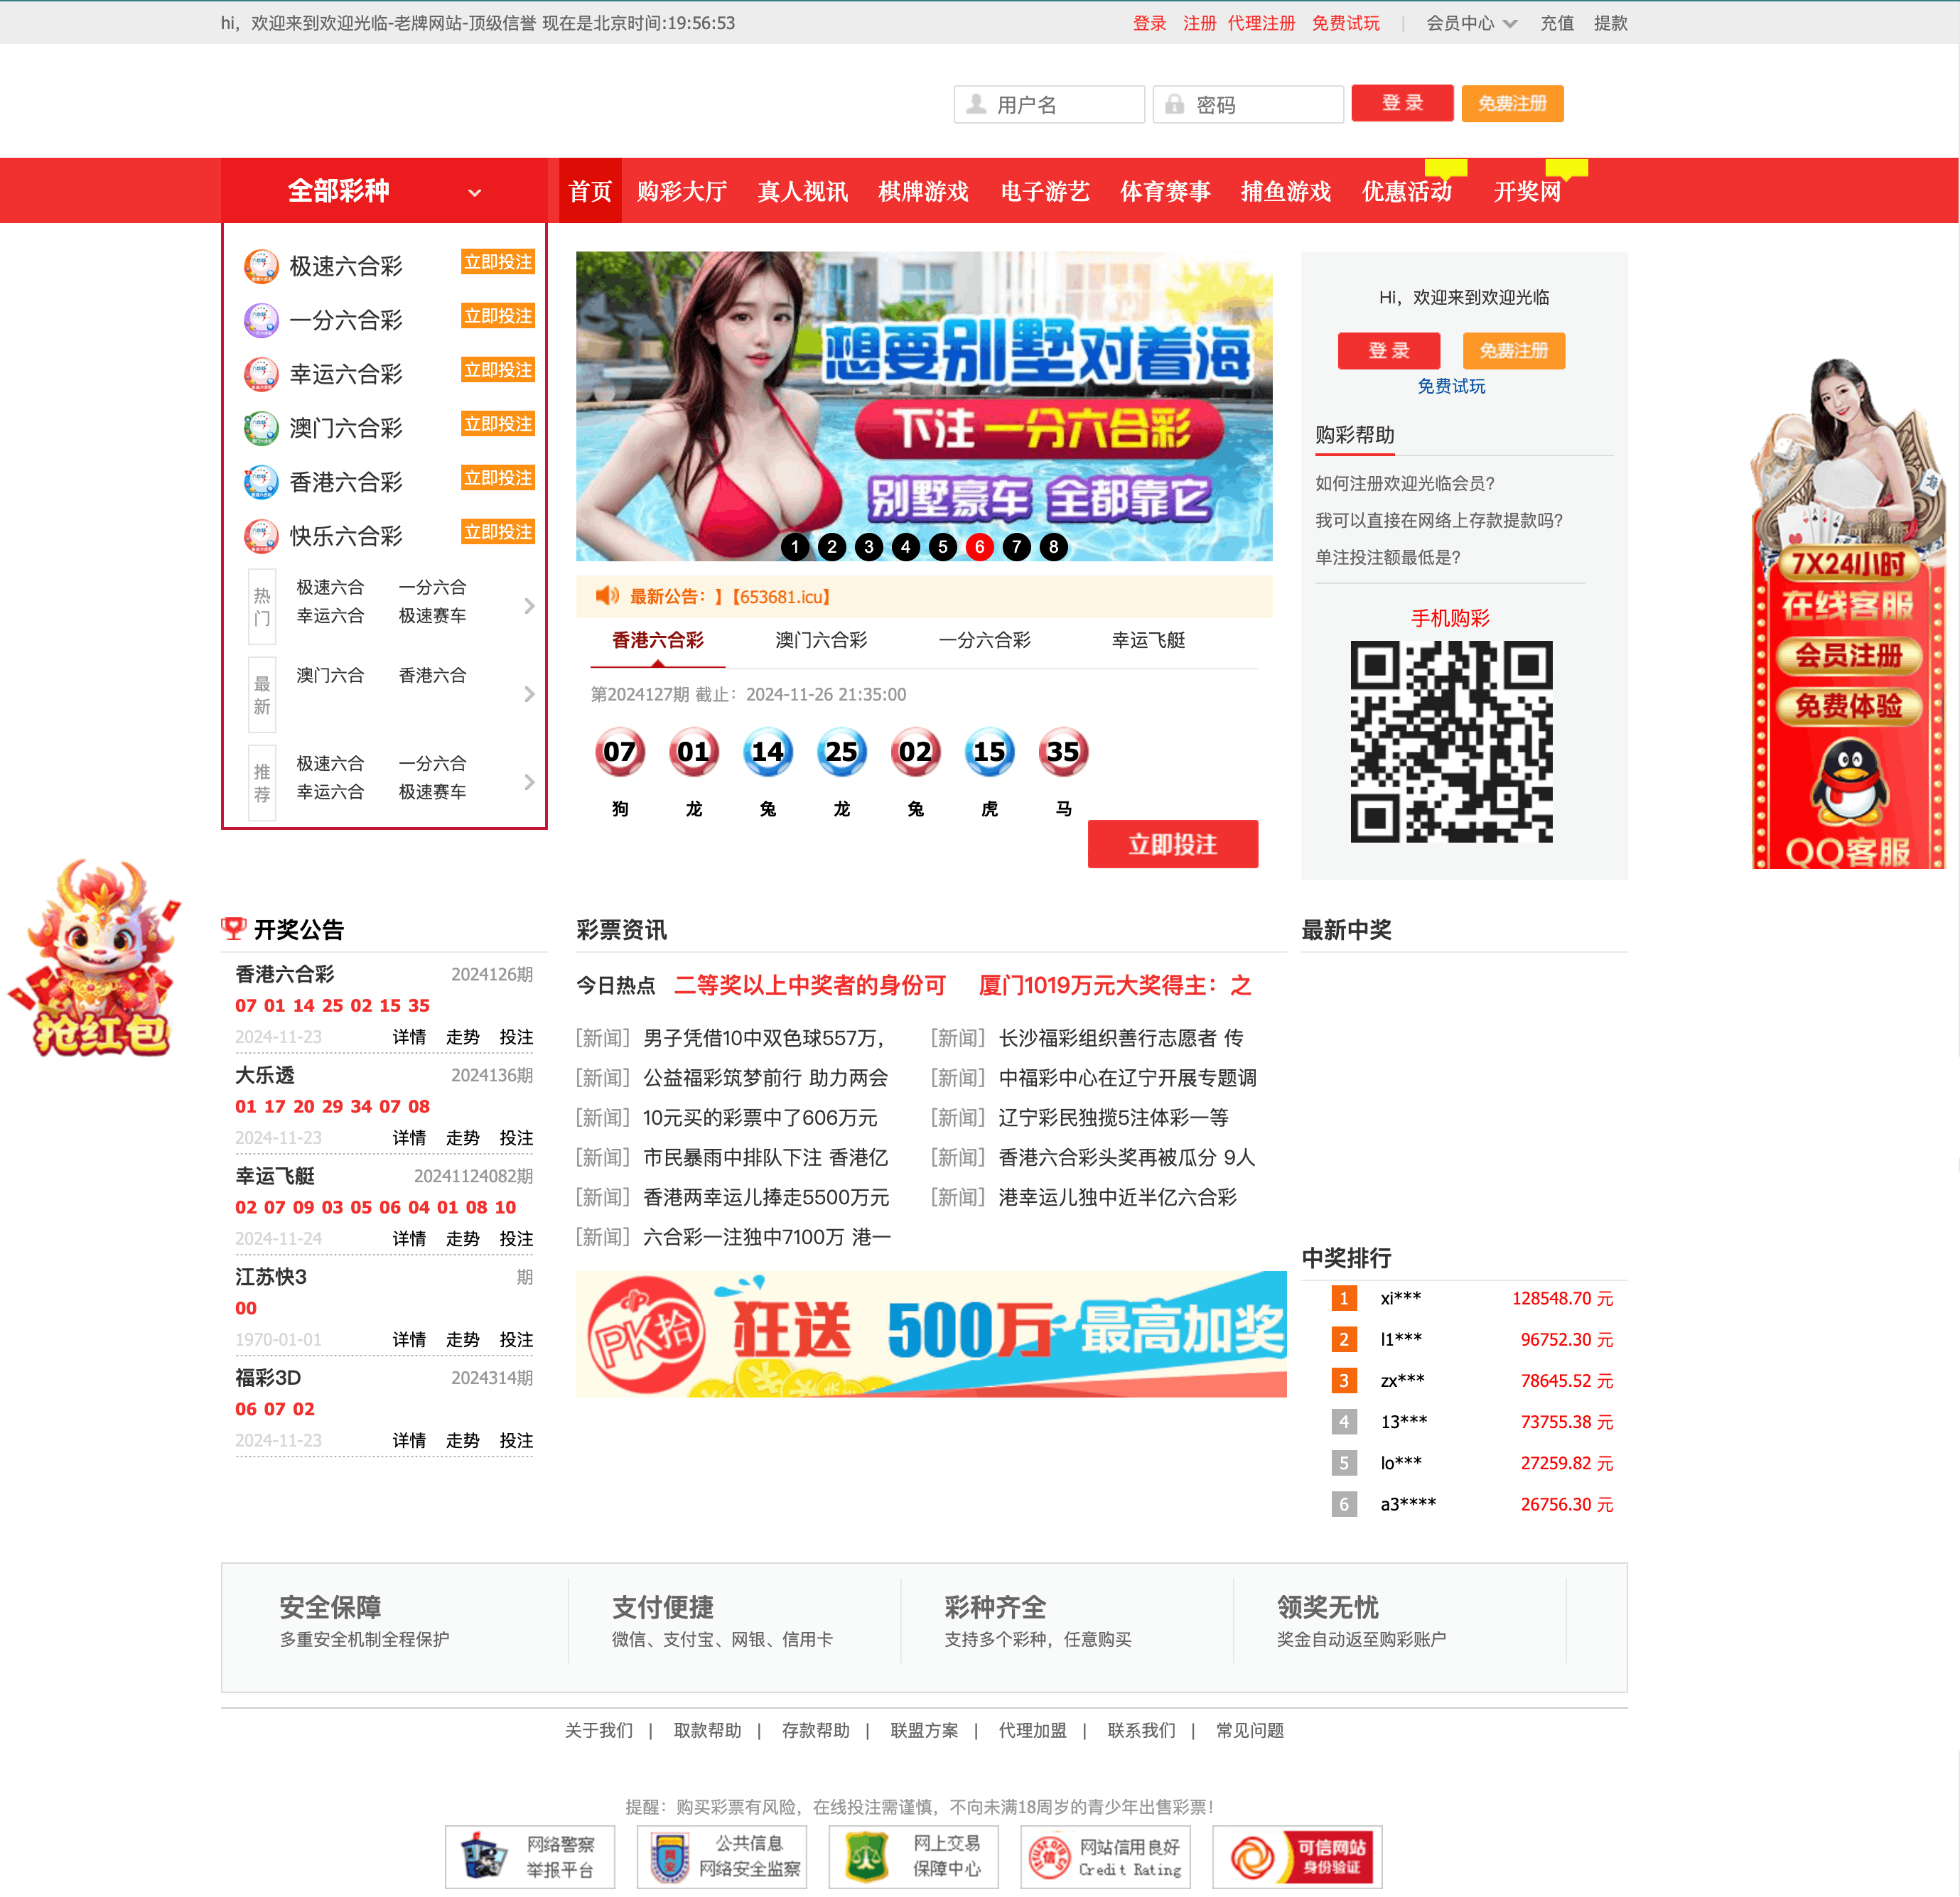 hi，欢迎来到欢迎光临-老牌网站-顶级信誉 现在是北京时间:19:56:53
登录 注册 代理注册 免费试玩 | 会员中心 充值 提款
用户名 密码 登 录 免费注册
全部彩种 首页 购彩大厅 真人视讯 棋牌游戏 电子游艺 体育赛事 捕鱼游戏 优惠活动 开奖网
极速六合彩 立即投注
一分六合彩 立即投注
幸运六合彩 立即投注
澳门六合彩 立即投注
香港六合彩 立即投注
快乐六合彩 立即投注
热门
极速六合 一分六合
幸运六合 极速赛车
最新
澳门六合 香港六合
推荐
极速六合 一分六合
幸运六合 极速赛车
想要别墅对着海
下注一分六合彩
别墅豪车 全都靠它
1 2 3 4 5 6 7 8
最新公告：】【653681.icu】
香港六合彩 澳门六合彩 一分六合彩 幸运飞艇
第2024127期 截止：2024-11-26 21:35:00
07 01 14 25 02 15 35
狗 龙 兔 龙 兔 虎 马
立即投注
Hi，欢迎来到欢迎光临
登 录 免费注册
免费试玩
购彩帮助
如何注册欢迎光临会员?
我可以直接在网络上存款提款吗?
单注投注额最低是?
手机购彩
7X24小时
在线客服
会员注册
免费体验
QQ客服
抢红包
开奖公告
香港六合彩 2024126期
07 01 14 25 02 15 35
2024-11-23 详情 走势 投注
大乐透 2024136期
01 17 20 29 34 07 08
2024-11-23 详情 走势 投注
幸运飞艇 20241124082期
02 07 09 03 05 06 04 01 08 10
2024-11-24 详情 走势 投注
江苏快3 期
00
1970-01-01 详情 走势 投注
福彩3D 2024314期
06 07 02
2024-11-23 详情 走势 投注
彩票资讯
今日热点 二等奖以上中奖者的身份可 厦门1019万元大奖得主：之
[新闻] 男子凭借10中双色球557万， [新闻] 长沙福彩组织善行志愿者 传
[新闻] 公益福彩筑梦前行 助力两会 [新闻] 中福彩中心在辽宁开展专题调
[新闻] 10元买的彩票中了606万元 [新闻] 辽宁彩民独揽5注体彩一等
[新闻] 市民暴雨中排队下注 香港亿 [新闻] 香港六合彩头奖再被瓜分 9人
[新闻] 香港两幸运儿捧走5500万元 [新闻] 港幸运儿独中近半亿六合彩
[新闻] 六合彩一注独中7100万 港一
PK拾 狂送 500万 最高加奖
最新中奖
中奖排行
1 xi*** 128548.70 元
2 l1*** 96752.30 元
3 zx*** 78645.52 元
4 13*** 73755.38 元
5 lo*** 27259.82 元
6 a3**** 26756.30 元
安全保障
多重安全机制全程保护
支付便捷
微信、支付宝、网银、信用卡
彩种齐全
支持多个彩种，任意购买
领奖无忧
奖金自动返至购彩账户
关于我们 | 取款帮助 | 存款帮助 | 联盟方案 | 代理加盟 | 联系我们 | 常见问题
提醒：购买彩票有风险，在线投注需谨慎，不向未满18周岁的青少年出售彩票！
网络警察
举报平台
公共信息
网络安全监察
网上交易
保障中心
网站信用良好
Credit Rating
可信网站
身份验证